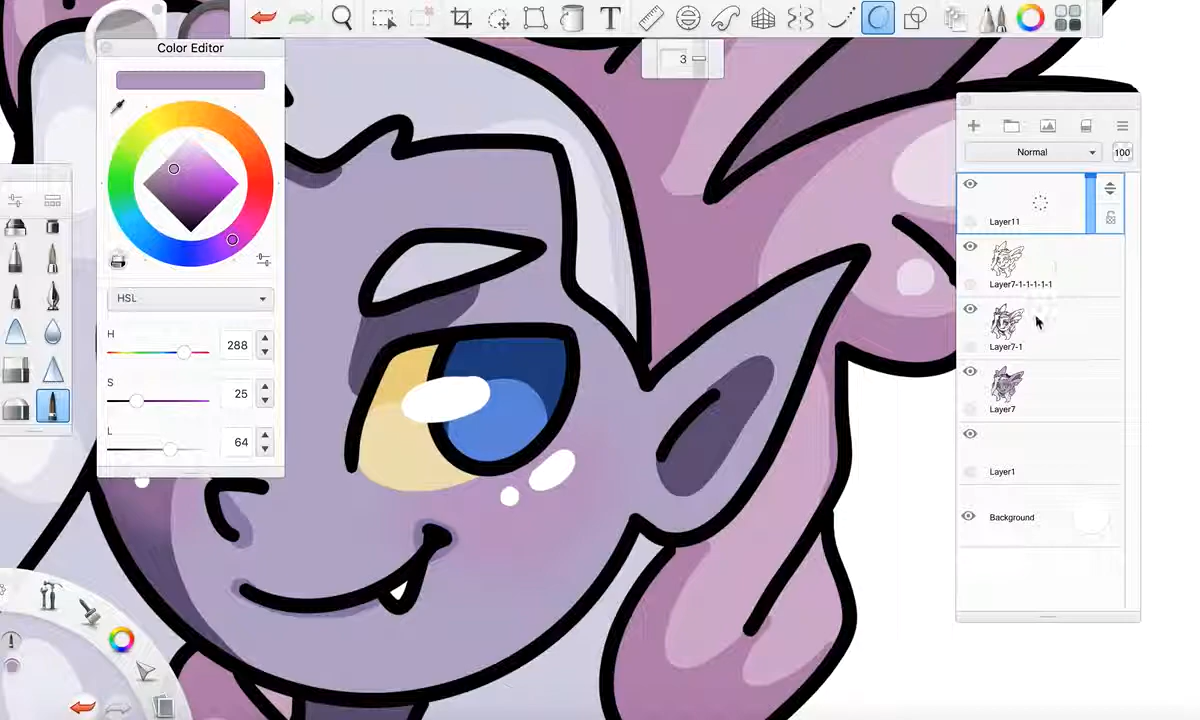 T
3
Color Editor
Normal
100
Layer11
HSL
Layer7-1-1-1-1-1
H
288
Layer7-1
S
25
Layer7
L
64
Layer1
Background